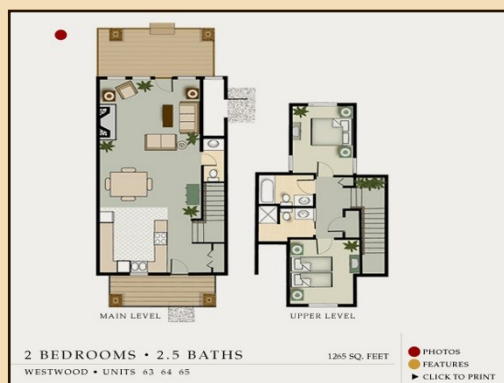 MAIN LEVEL
UPPER LEVEL
2 BEDROOMS • 2.5 BATHS
1265 SQ. FEET
WESTWOOD • UNITS 63 64 65
PHOTOS
FEATURES
CLICK TO PRINT